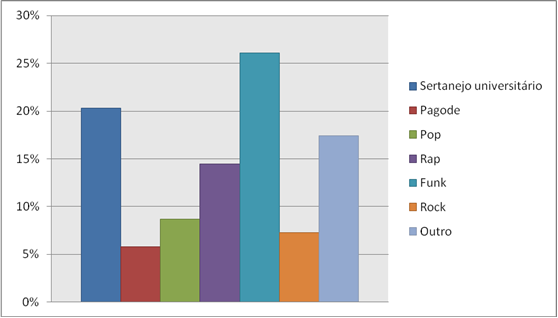 30%
25%
20%
15%
10%
5%
0%
Sertanejo universitário
Pagode
Pop
Rap
Funk
Rock
Outro